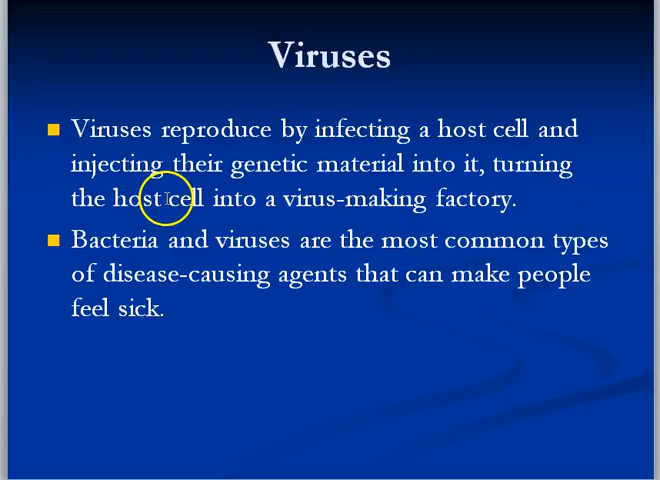 Viruses
Viruses reproduce by infecting a host cell and
injecting their genetic material into it, turning
the host cell into a virus-making factory.
Bacteria and viruses are the most common types
of disease-causing agents that can make people
feel sick.